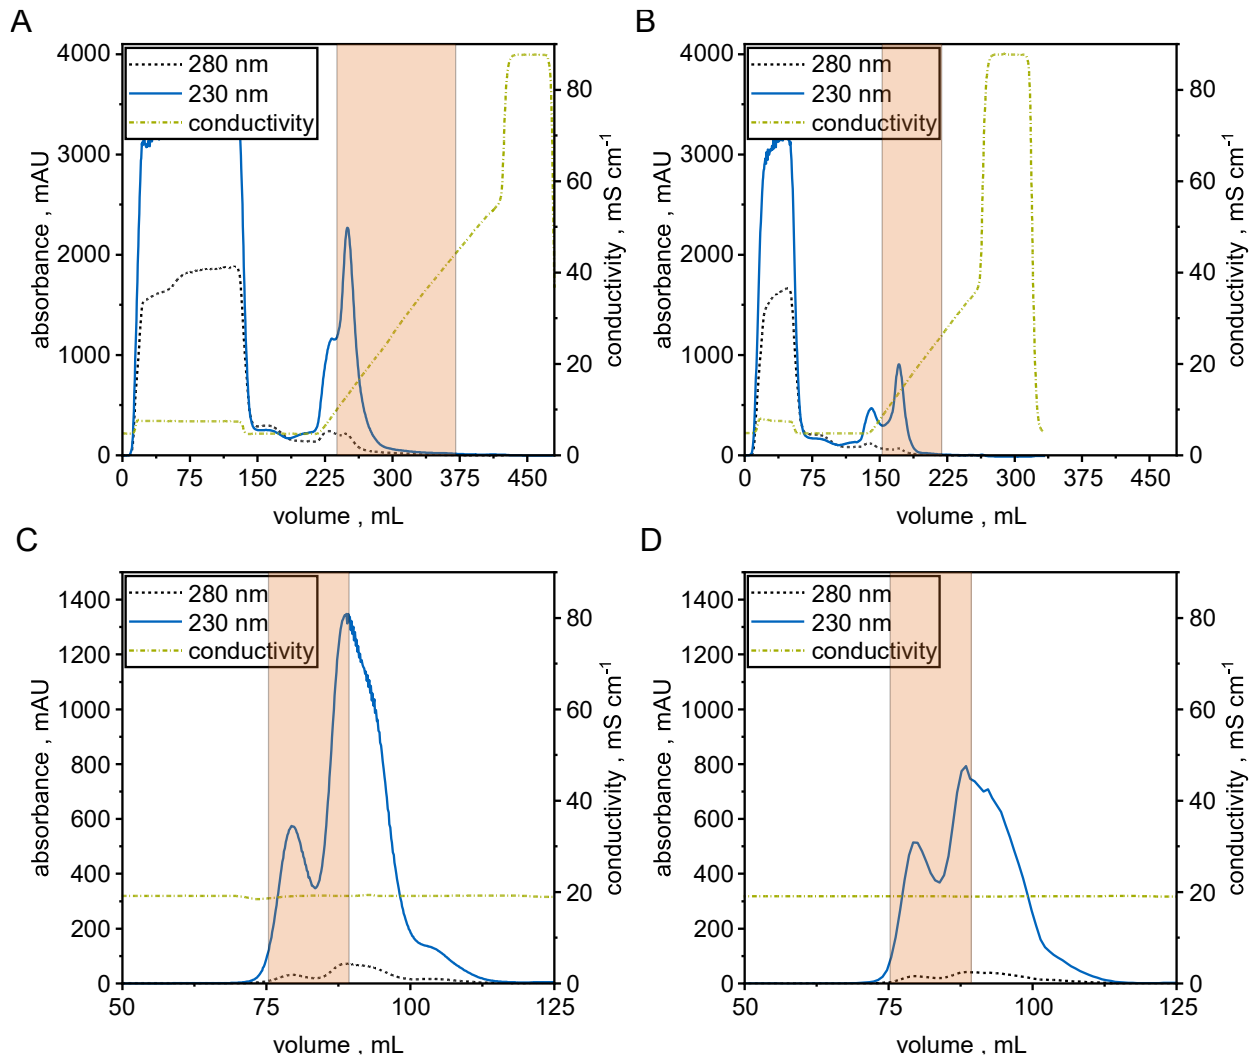 A
4000
3000
2000
1000
0
absorbance , mAU
280 nm
230 nm
conductivity
80
60
40
20
0
conductivity , mS cm⁻¹
0 75 150 225 300 375 450
volume , mL
B
4000
3000
2000
1000
0
absorbance , mAU
280 nm
230 nm
conductivity
80
60
40
20
0
conductivity , mS cm⁻¹
0 75 150 225 300 375 450
volume , mL
C
1400
1200
1000
800
600
400
200
0
absorbance , mAU
280 nm
230 nm
conductivity
80
60
40
20
0
conductivity , mS cm⁻¹
50 75 100 125
volume , mL
D
1400
1200
1000
800
600
400
200
0
absorbance , mAU
280 nm
230 nm
conductivity
80
60
40
20
0
conductivity , mS cm⁻¹
50 75 100 125
volume , mL